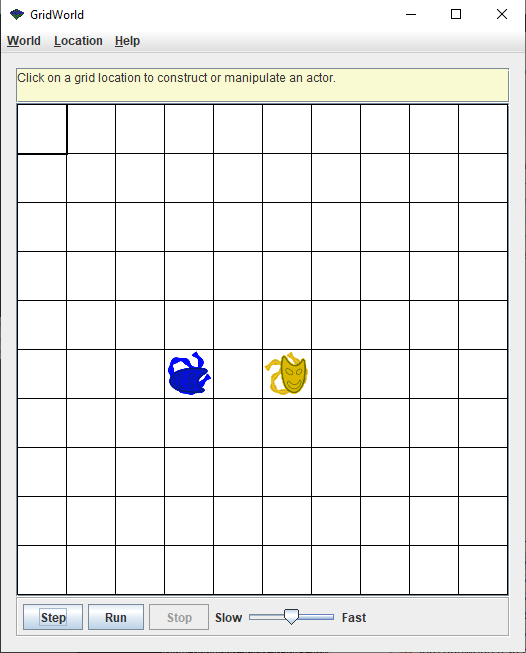 GridWorld
World Location Help
Click on a grid location to construct or manipulate an actor.
Step Run Stop Slow Fast